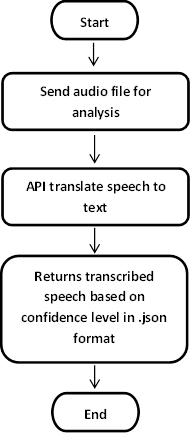 Start
Send audio file for
analysis
API translate speech to
text
Returns transcribed
speech based on
confidence level in .json
format
End